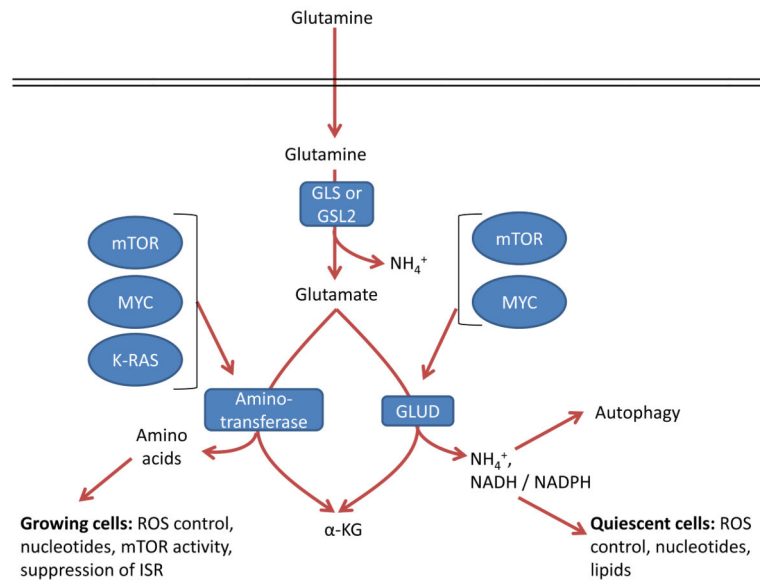 Glutamine
Glutamine
GLS or
GSL2
mTOR
MYC
K-RAS
NH₄⁺
mTOR
MYC
Glutamate
Amino-
transferase
GLUD
Amino
acids
Autophagy
NH₄⁺,
NADH / NADPH
α-KG
Growing cells: ROS control,
nucleotides, mTOR activity,
suppression of ISR
Quiescent cells: ROS
control, nucleotides,
lipids